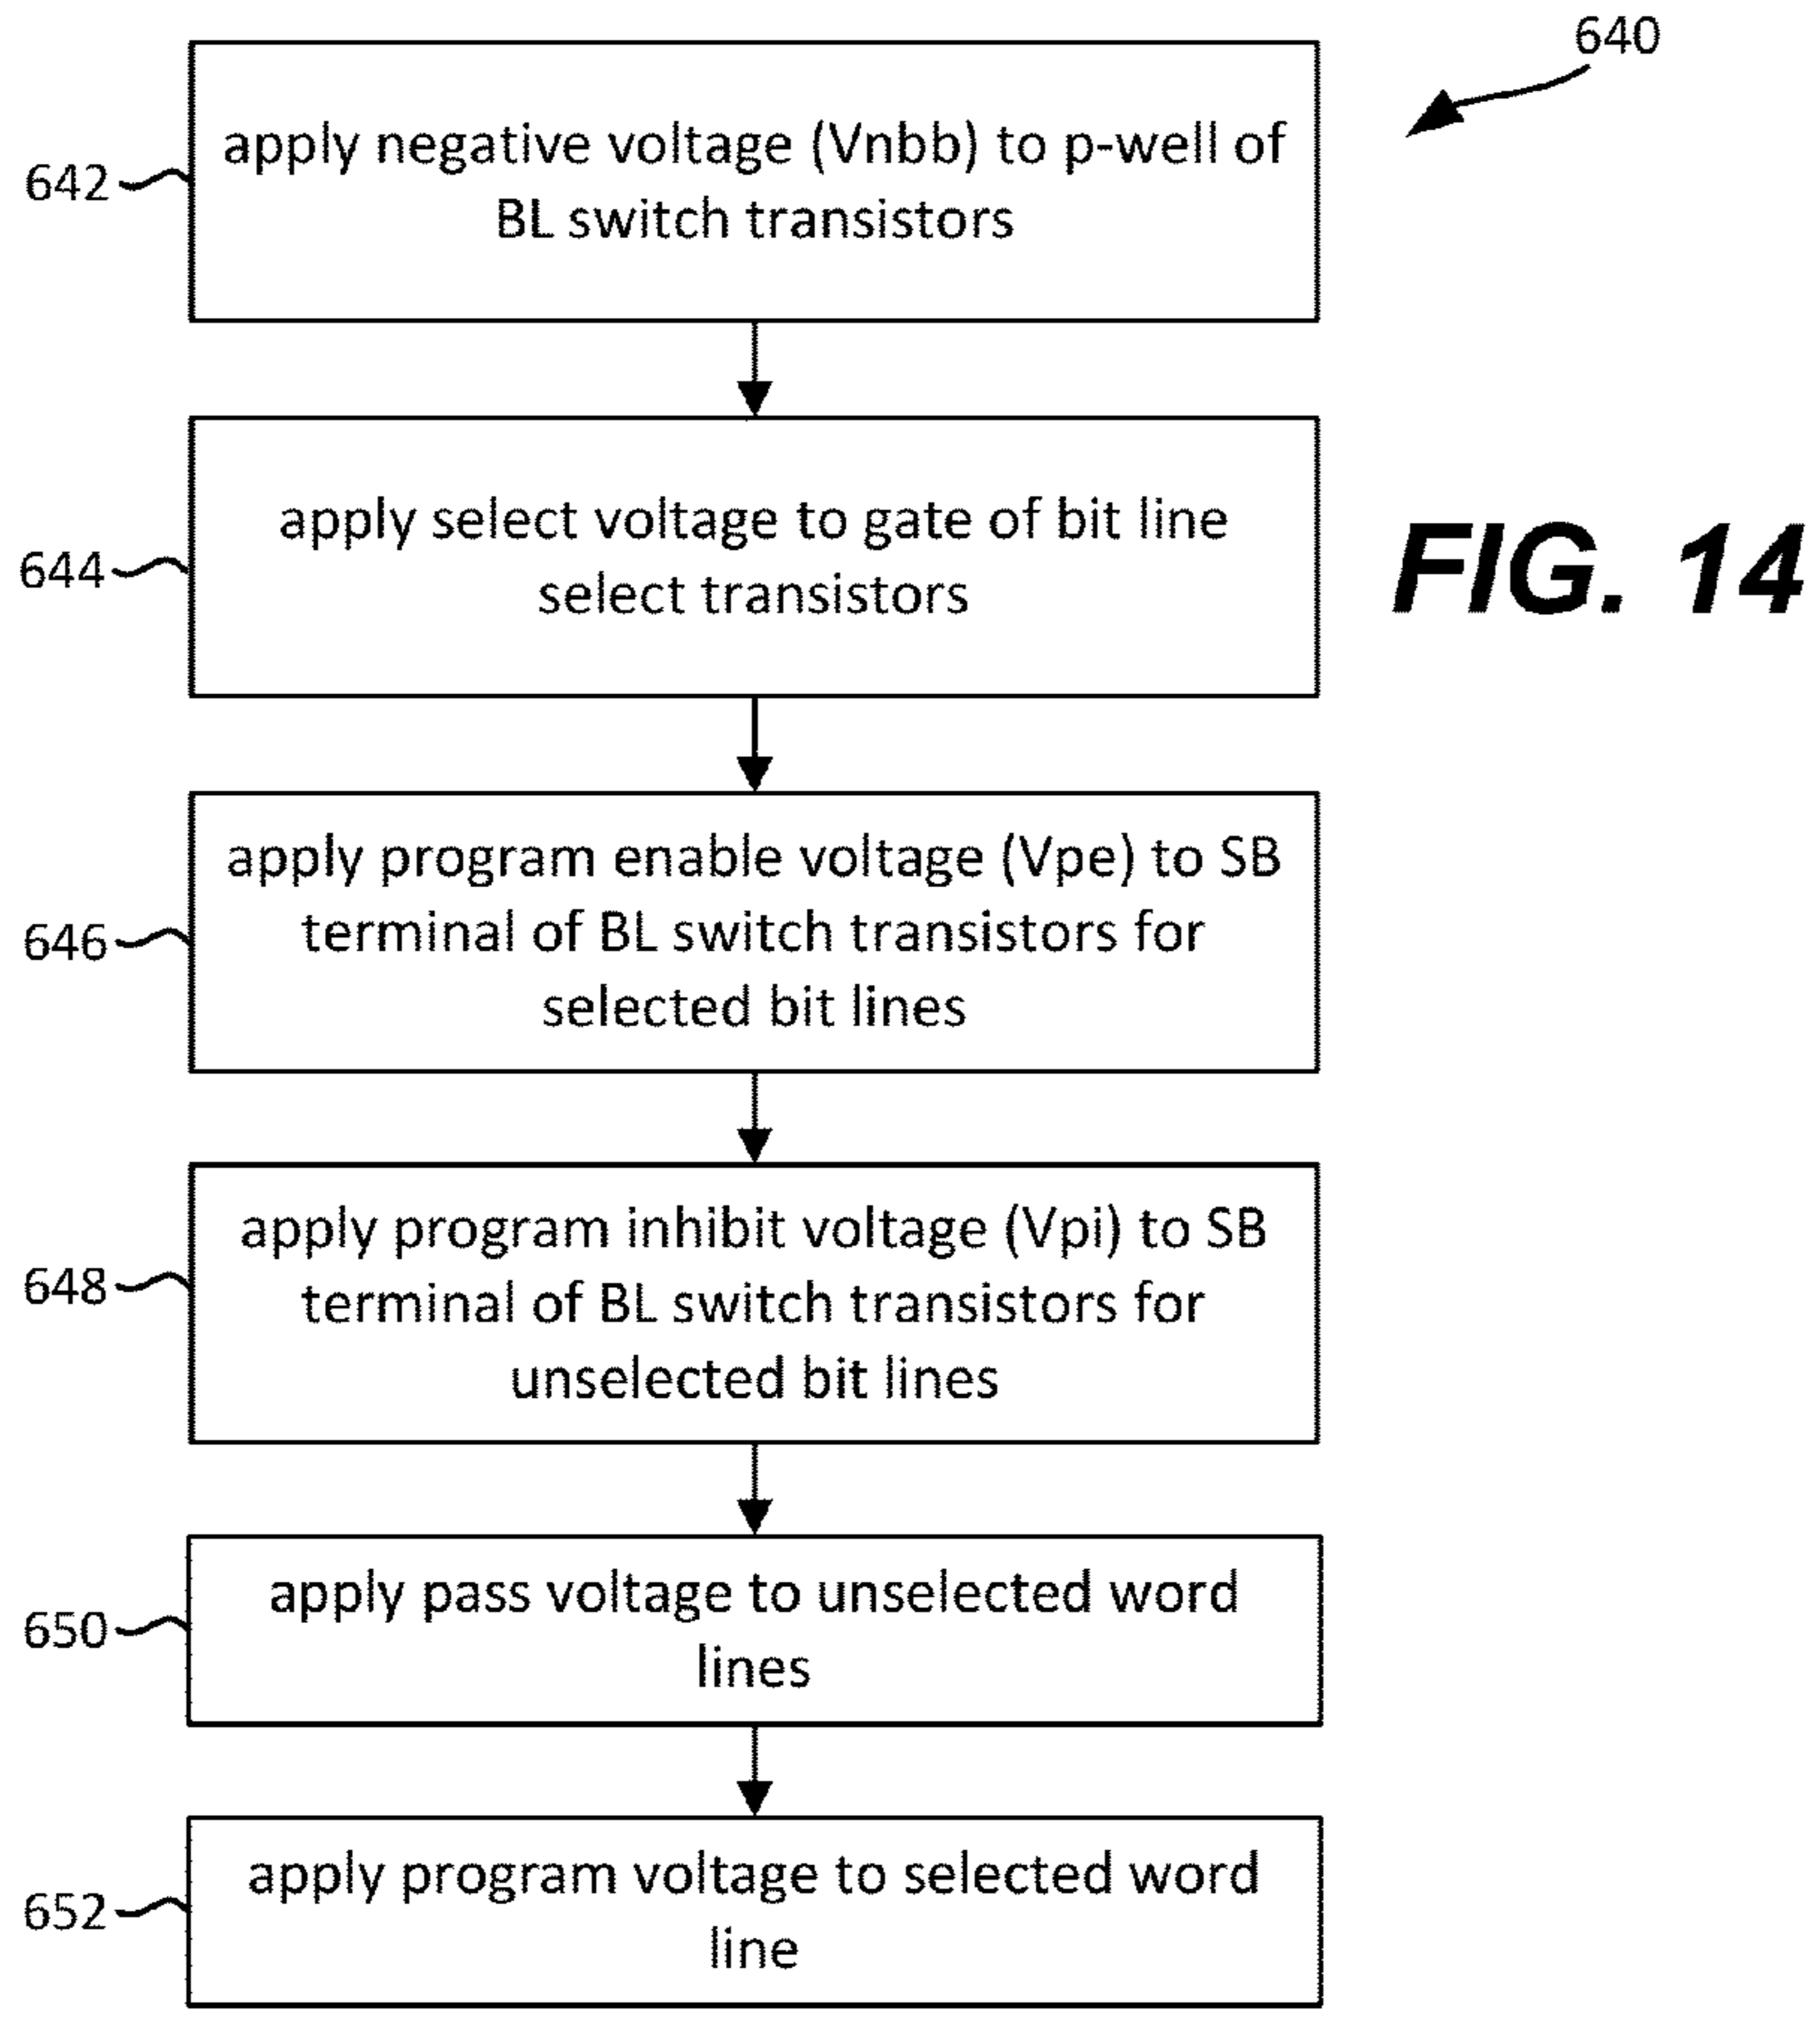 640
642
apply negative voltage (Vnbb) to p-well of
BL switch transistors
644
apply select voltage to gate of bit line
select transistors
FIG. 14
646
apply program enable voltage (Vpe) to SB
terminal of BL switch transistors for
selected bit lines
648
apply program inhibit voltage (Vpi) to SB
terminal of BL switch transistors for
unselected bit lines
650
apply pass voltage to unselected word
lines
652
apply program voltage to selected word
line